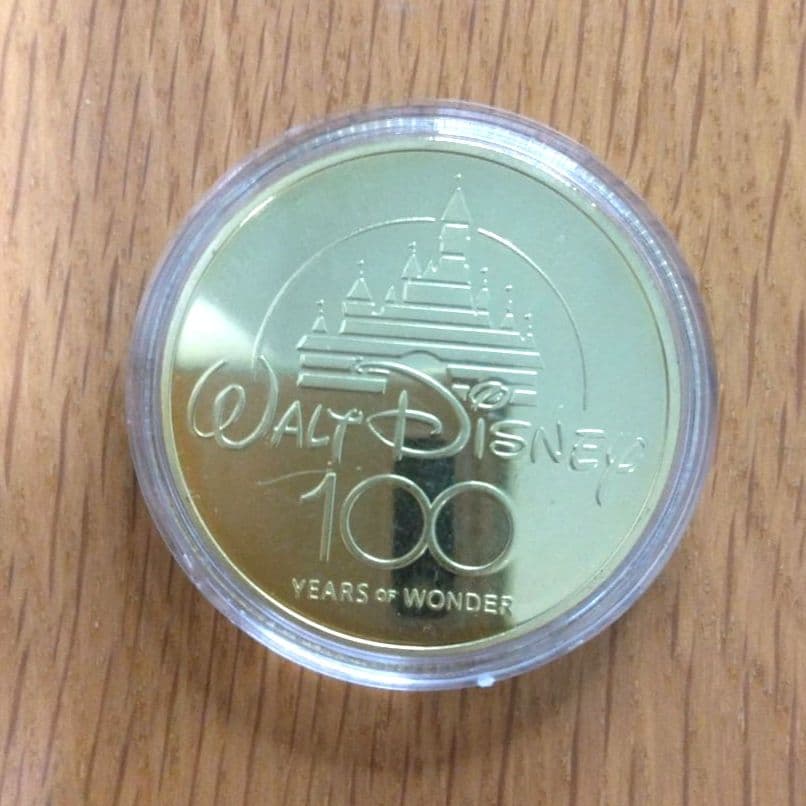 WALT DISNEY
100
YEARS OF WONDER